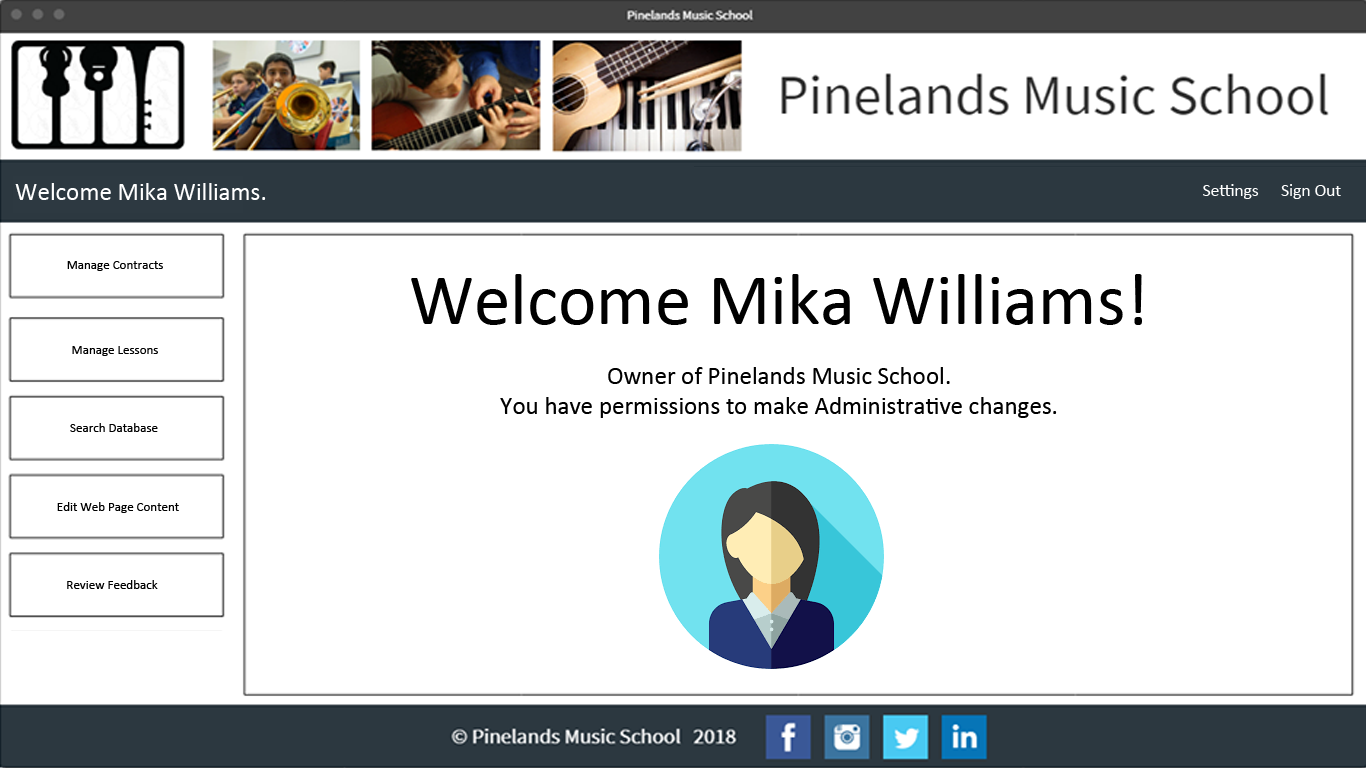 Pinelands Music School
Pinelands Music School
Welcome Mika Williams.
Settings
Sign Out
Manage Contracts
Manage Lessons
Search Database
Edit Web Page Content
Review Feedback
Welcome Mika Williams!
Owner of Pinelands Music School.
You have permissions to make Administrative changes.
© Pinelands Music School 2018